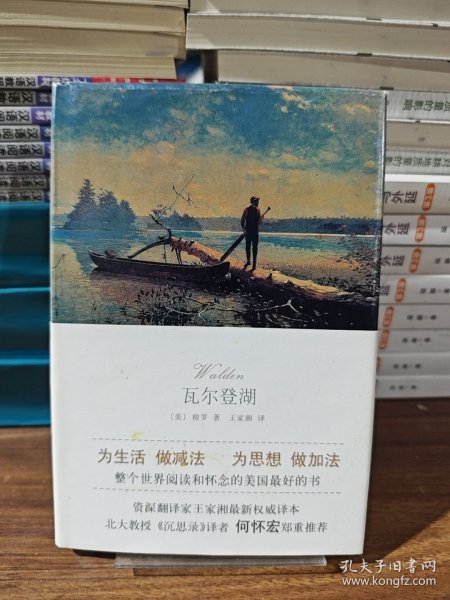 Walden
瓦尔登湖
〔美〕 梭罗 著 王家湘 译
为生活 做减法 为思想 做加法
整个世界阅读和怀念的美国最好的书
资深翻译家王家湘最新权威译本
北大教授《沉思录》译者 何怀宏郑重推荐
孔夫子旧书网
www.kongfz.com